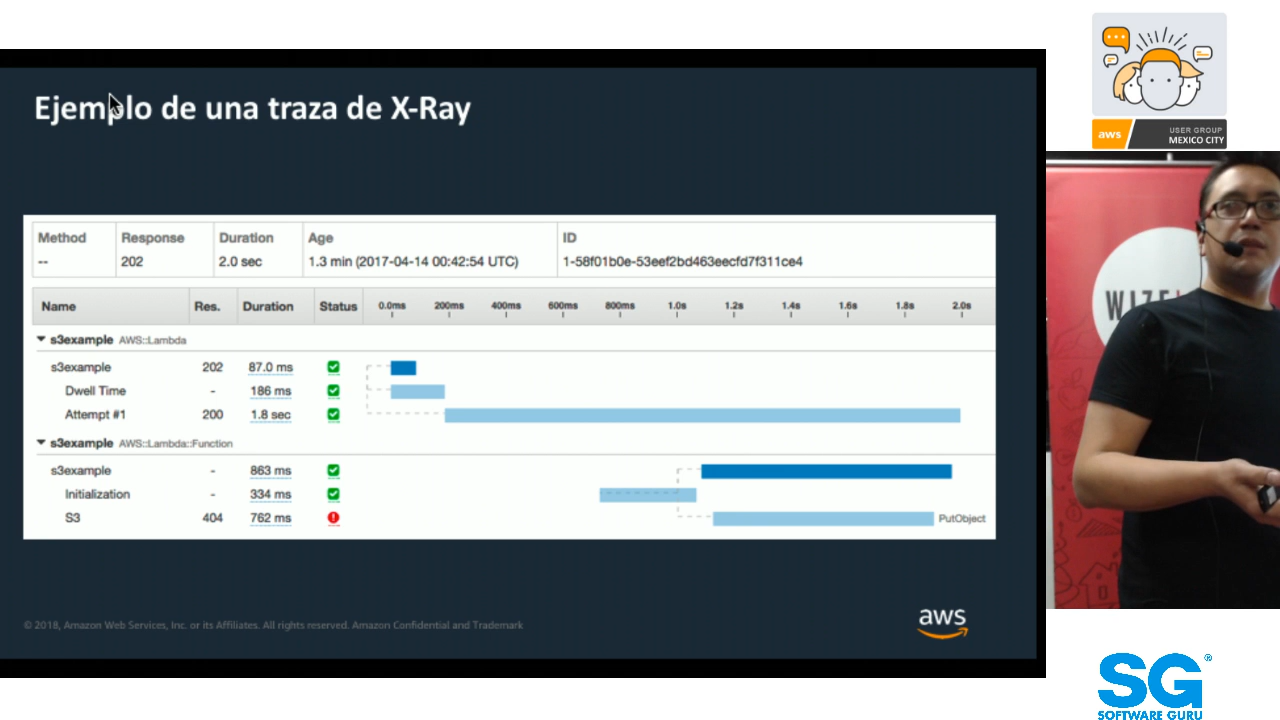 Ejemplo de una traza de X-Ray
Method Response Duration Age ID
-- 202 2.0 sec 1.3 min (2017-04-14 00:42:54 UTC) 1-58f01b0e-53eef2bd463eecfd7f311ce4
Name Res. Duration Status 0.0ms 200ms 400ms 600ms 800ms 1.0s 1.2s 1.4s 1.6s 1.8s 2.0s
s3example AWS::Lambda
s3example 202 87.0 ms
Dwell Time - 186 ms
Attempt #1 200 1.8 sec
s3example AWS::Lambda::Function
s3example - 863 ms
Initialization - 334 ms
S3 404 762 ms PutObject
© 2018, Amazon Web Services, Inc. or its Affiliates. All rights reserved. Amazon Confidential and Trademark
aws
aws USER GROUP
MEXICO CITY
SG®
SOFTWARE GURU